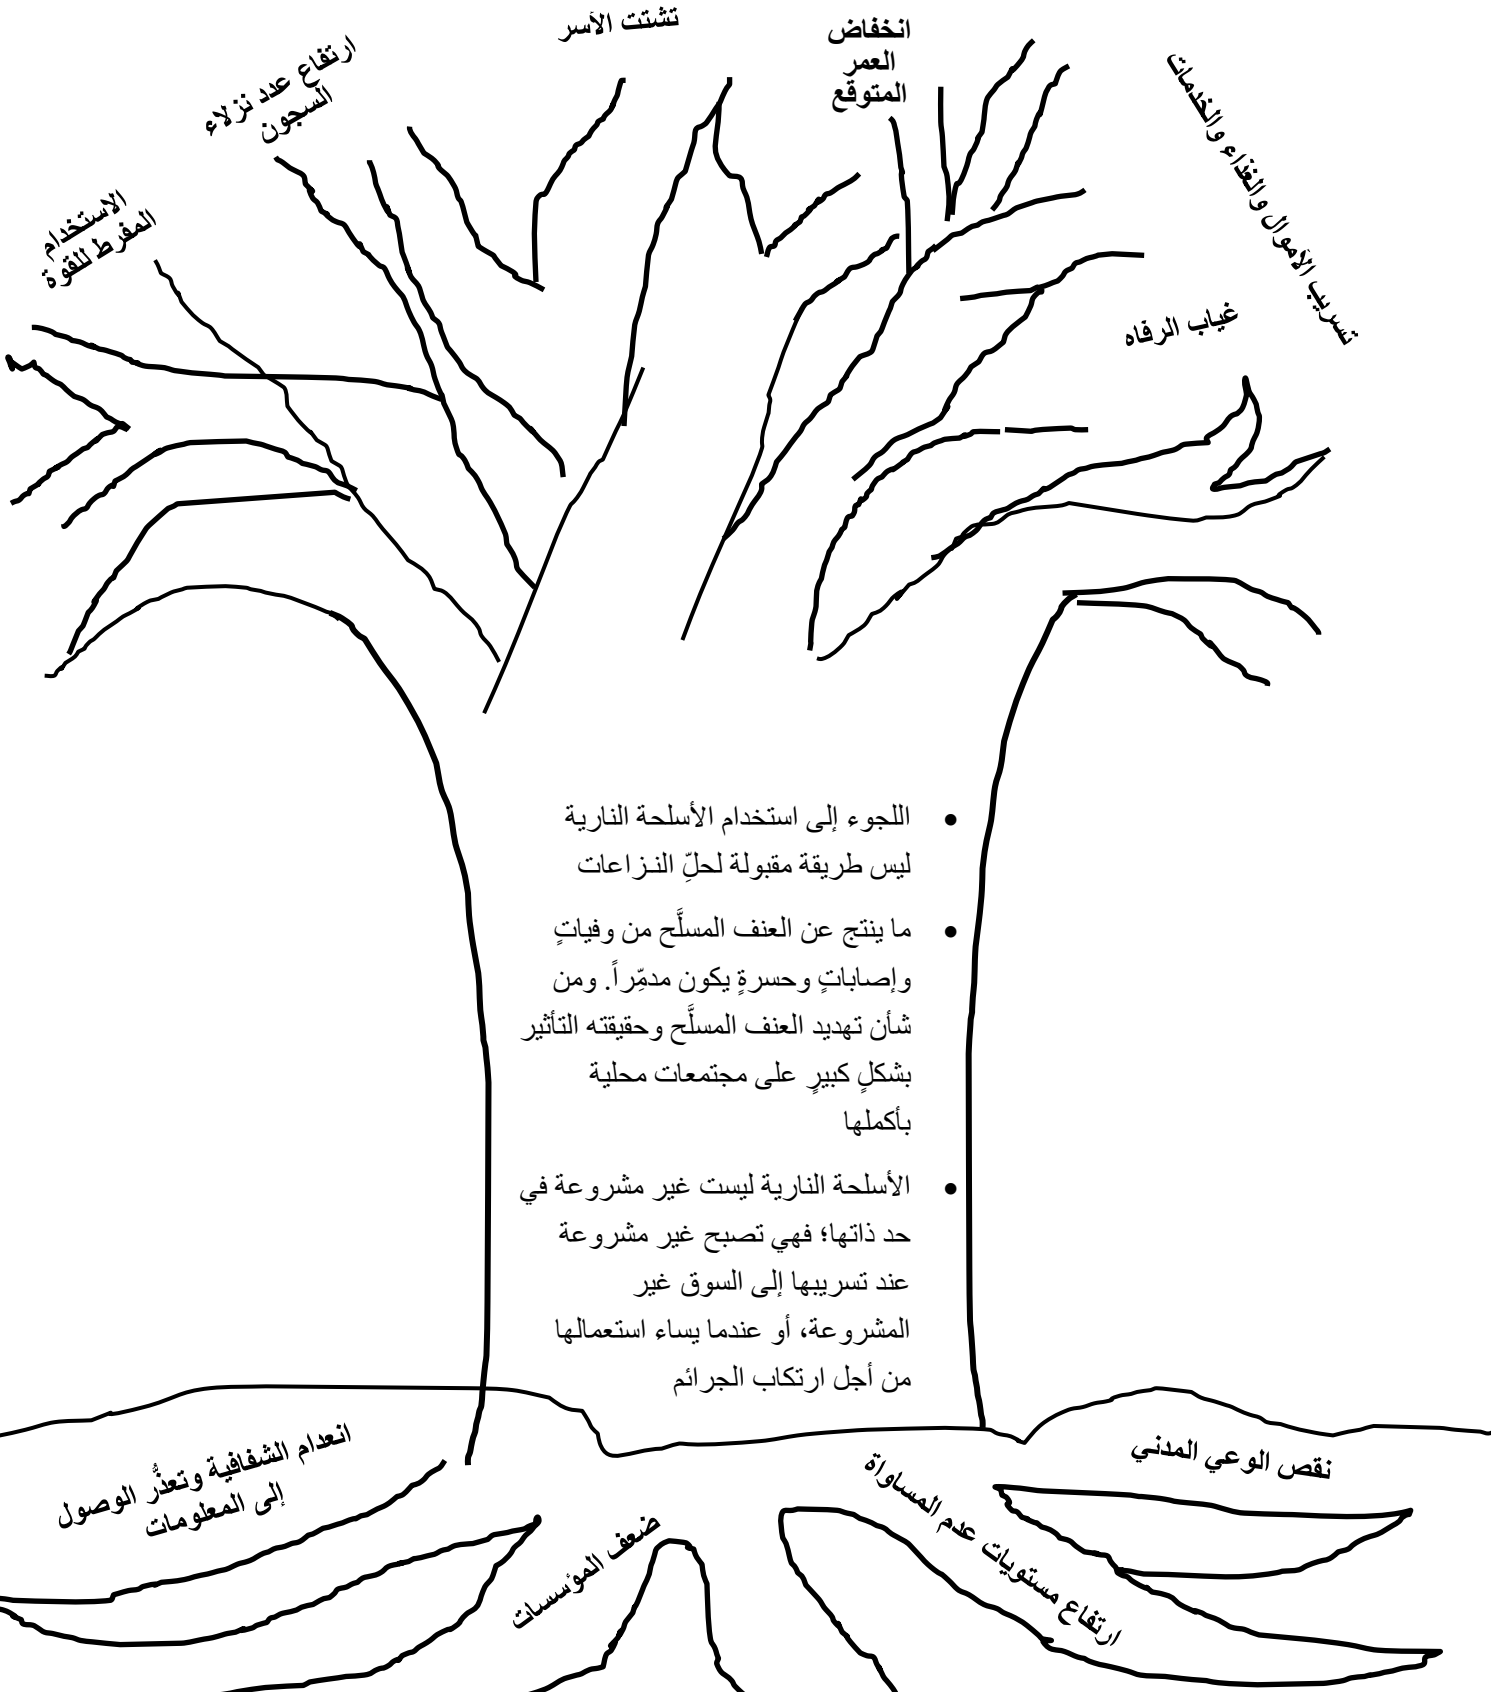 تشتت الأسر
انخفاض
العمر
المتوقع
ارتفاع عدد نزلاء
السجون
تسريب الأموال والغذاء والخدمات
الاستخدام
المفرط للقوة
غياب الرفاه
• اللجوء إلى استخدام الأسلحة النارية
ليس طريقة مقبولة لحلِّ النـزاعات
• ما ينتج عن العنف المسلَّح من وفياتٍ
وإصاباتٍ وحسرةٍ يكون مدمِّراً. ومن
شأن تهديد العنف المسلَّح وحقيقته التأثير
بشكلٍ كبيرٍ على مجتمعات محلية
بأكملها
• الأسلحة النارية ليست غير مشروعة في
حد ذاتها؛ فهي تصبح غير مشروعة
عند تسريبها إلى السوق غير
المشروعة، أو عندما يساء استعمالها
من أجل ارتكاب الجرائم
نقص الوعي المدني
ارتفاع مستويات عدم المساواة
ضعف المؤسسات
انعدام الشفافية وتعذُّر الوصول
إلى المعلومات